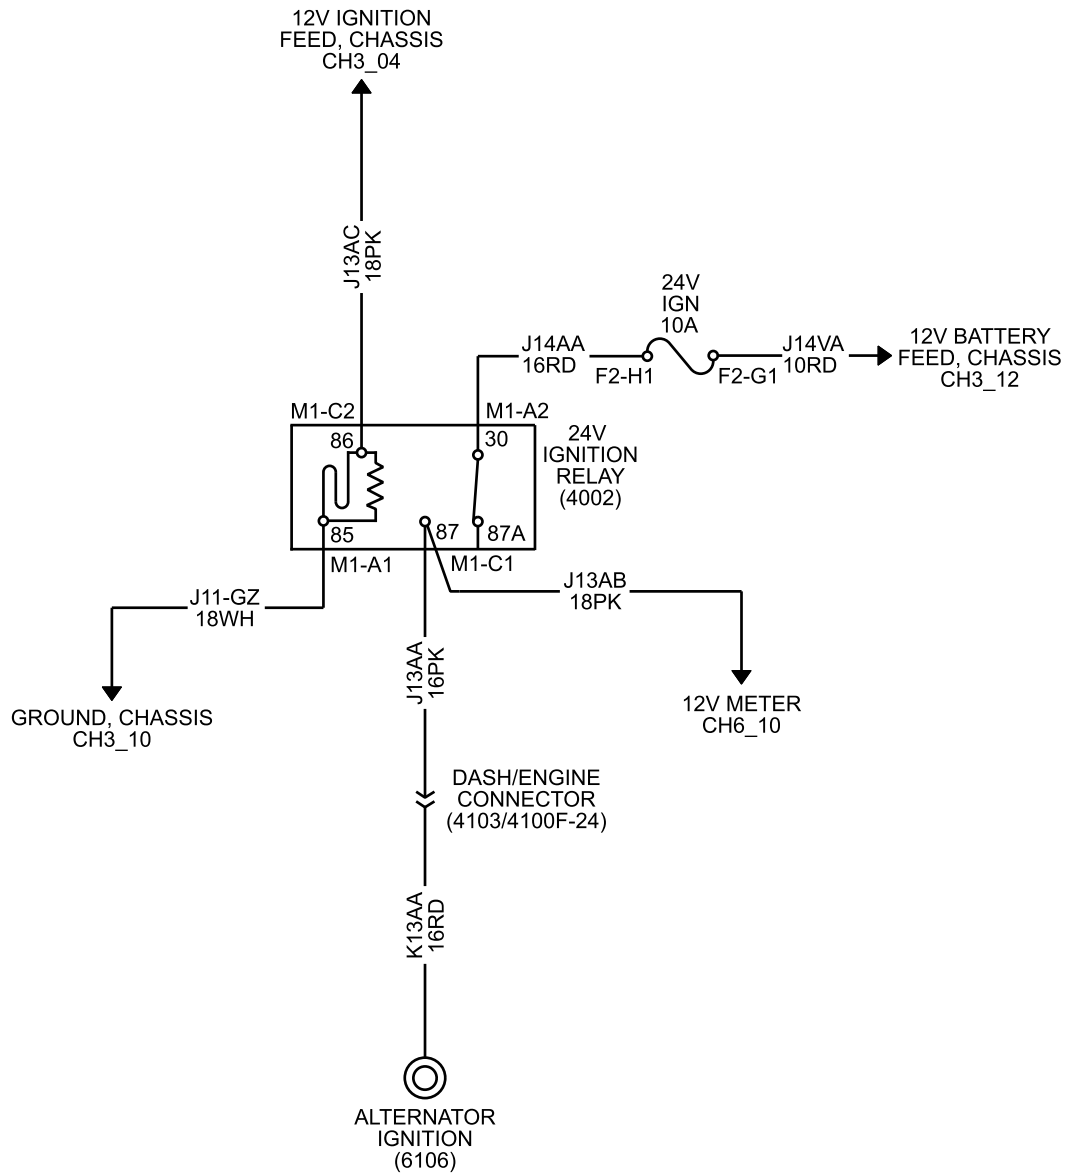 12V IGNITION
FEED, CHASSIS
CH3_04
J13AC
18PK
24V
IGN
10A
J14AA
16RD
F2-H1
F2-G1
J14VA
10RD
12V BATTERY
FEED, CHASSIS
CH3_12
M1-C2
M1-A2
86
30
24V
IGNITION
RELAY
(4002)
85
87
87A
M1-A1
M1-C1
J11-GZ
18WH
J13AB
18PK
GROUND, CHASSIS
CH3_10
J13AA
16PK
12V METER
CH6_10
DASH/ENGINE
CONNECTOR
(4103/4100F-24)
K13AA
16RD
ALTERNATOR
IGNITION
(6106)